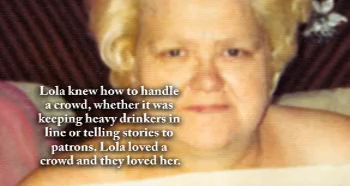 Lola knew how to handle
a crowd, whether it was
keeping heavy drinkers in
line or telling stories to
patrons. Lola loved a
crowd and they loved her.